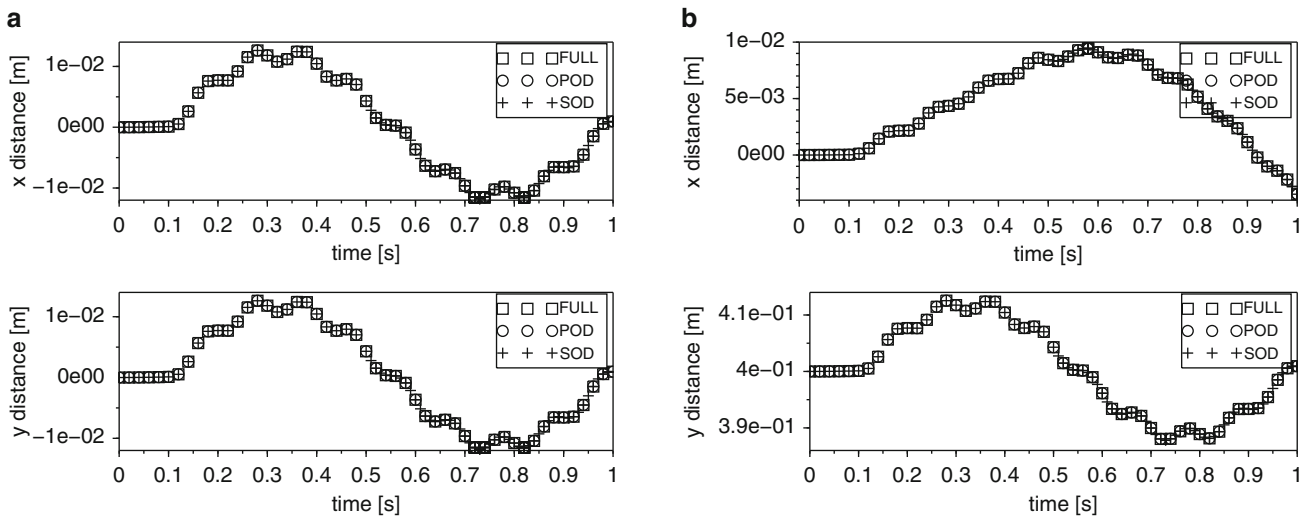 a
x distance [m]
1e-02
0e00
−1e-02
FULL
POD
SOD
0 0.1 0.2 0.3 0.4 0.5 0.6 0.7 0.8 0.9 1
time [s]
y distance [m]
1e-02
0e00
−1e-02
FULL
POD
SOD
0 0.1 0.2 0.3 0.4 0.5 0.6 0.7 0.8 0.9 1
time [s]
b
x distance [m]
1e-02
5e-03
0e00
FULL
POD
SOD
0 0.1 0.2 0.3 0.4 0.5 0.6 0.7 0.8 0.9 1
time [s]
y distance [m]
4.1e-01
4e-01
3.9e-01
FULL
POD
SOD
0 0.1 0.2 0.3 0.4 0.5 0.6 0.7 0.8 0.9 1
time [s]